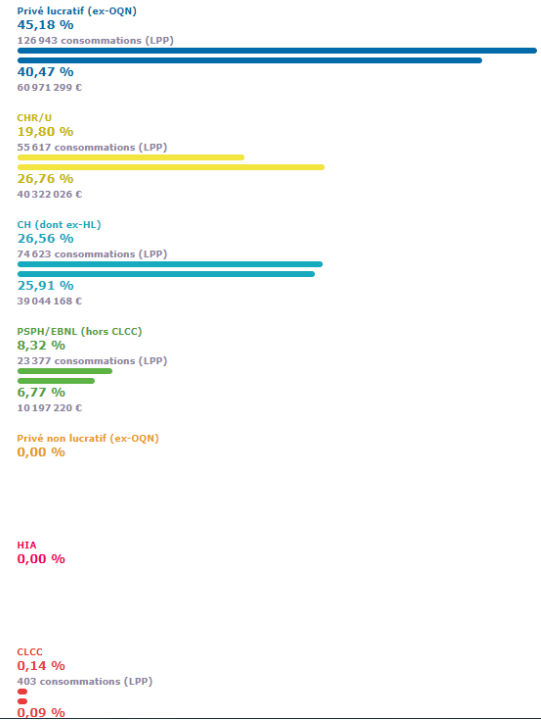 Privé lucratif (ex-OQN)
45,18 %
126 943 consommations (LPP)
40,47 %
60 971 299 €
CHR/U
19,80 %
55 617 consommations (LPP)
26,76 %
40 322 026 €
CH (dont ex-HL)
26,56 %
74 623 consommations (LPP)
25,91 %
39 044 168 €
PSPH/EBNL (hors CLCC)
8,32 %
23 377 consommations (LPP)
6,77 %
10 197 220 €
Privé non lucratif (ex-OQN)
0,00 %
HIA
0,00 %
CLCC
0,14 %
403 consommations (LPP)
0,09 %